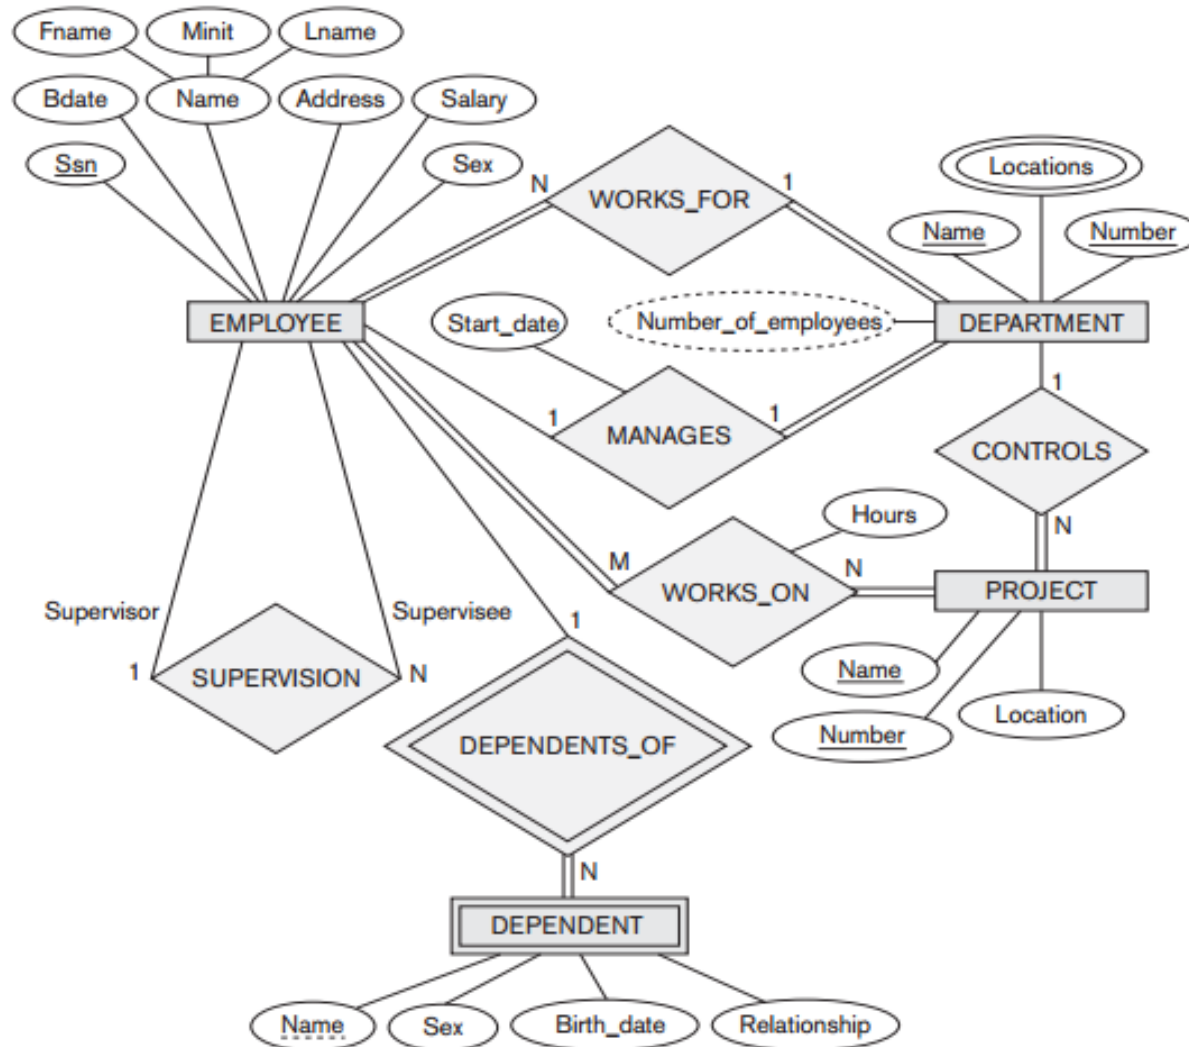 Fname
Minit
Lname
Bdate
Name
Address
Salary
Ssn
Sex
N
WORKS_FOR
1
Locations
Name
Number
EMPLOYEE
Start_date
Number_of_employees
DEPARTMENT
1
MANAGES
1
1
CONTROLS
N
Hours
M
WORKS_ON
N
PROJECT
Supervisor
Supervisee
1
SUPERVISION
N
1
Name
Number
Location
DEPENDENTS_OF
N
DEPENDENT
Name
Sex
Birth_date
Relationship